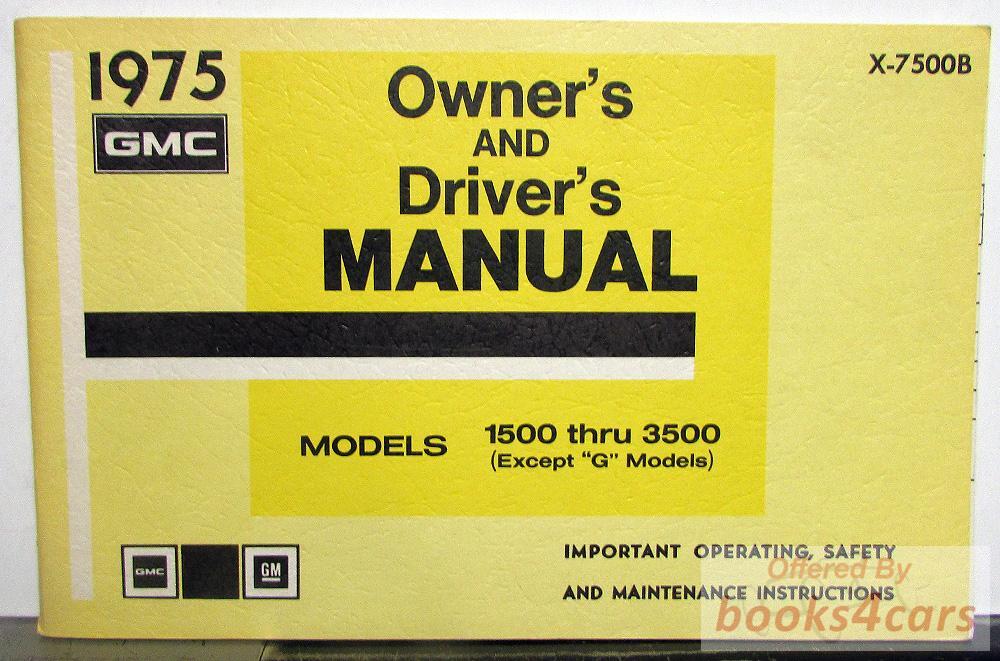 1975
X-7500B
GMC
Owner's
AND
Driver's
MANUAL
MODELS 1500 thru 3500
(Except "G" Models)
GMC
GM
IMPORTANT OPERATING, SAFETY
AND MAINTENANCE INSTRUCTIONS
Offered By
books4cars